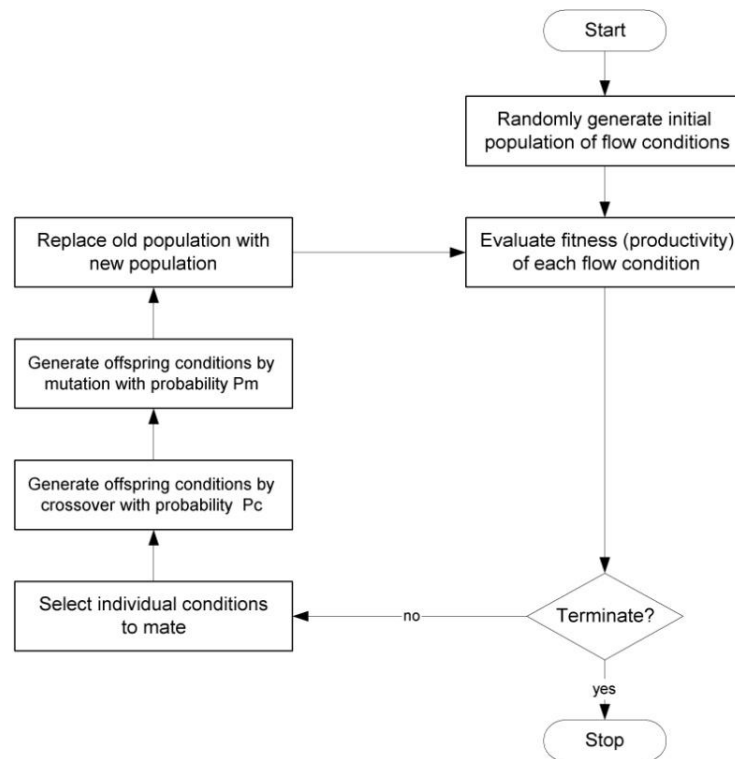 Start
Randomly generate initial
population of flow conditions
Evaluate fitness (productivity)
of each flow condition
Terminate?
yes
Stop
no
Select individual conditions
to mate
Generate offspring conditions by
crossover with probability Pc
Generate offspring conditions by
mutation with probability Pm
Replace old population with
new population